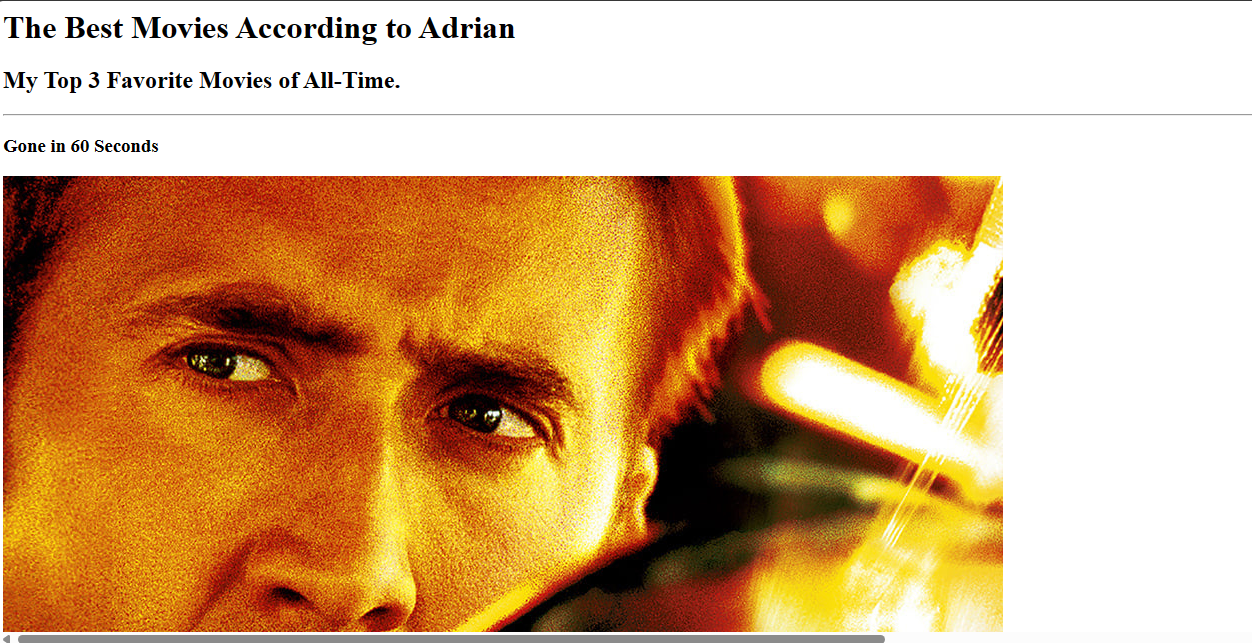 The Best Movies According to Adrian
My Top 3 Favorite Movies of All-Time.
Gone in 60 Seconds